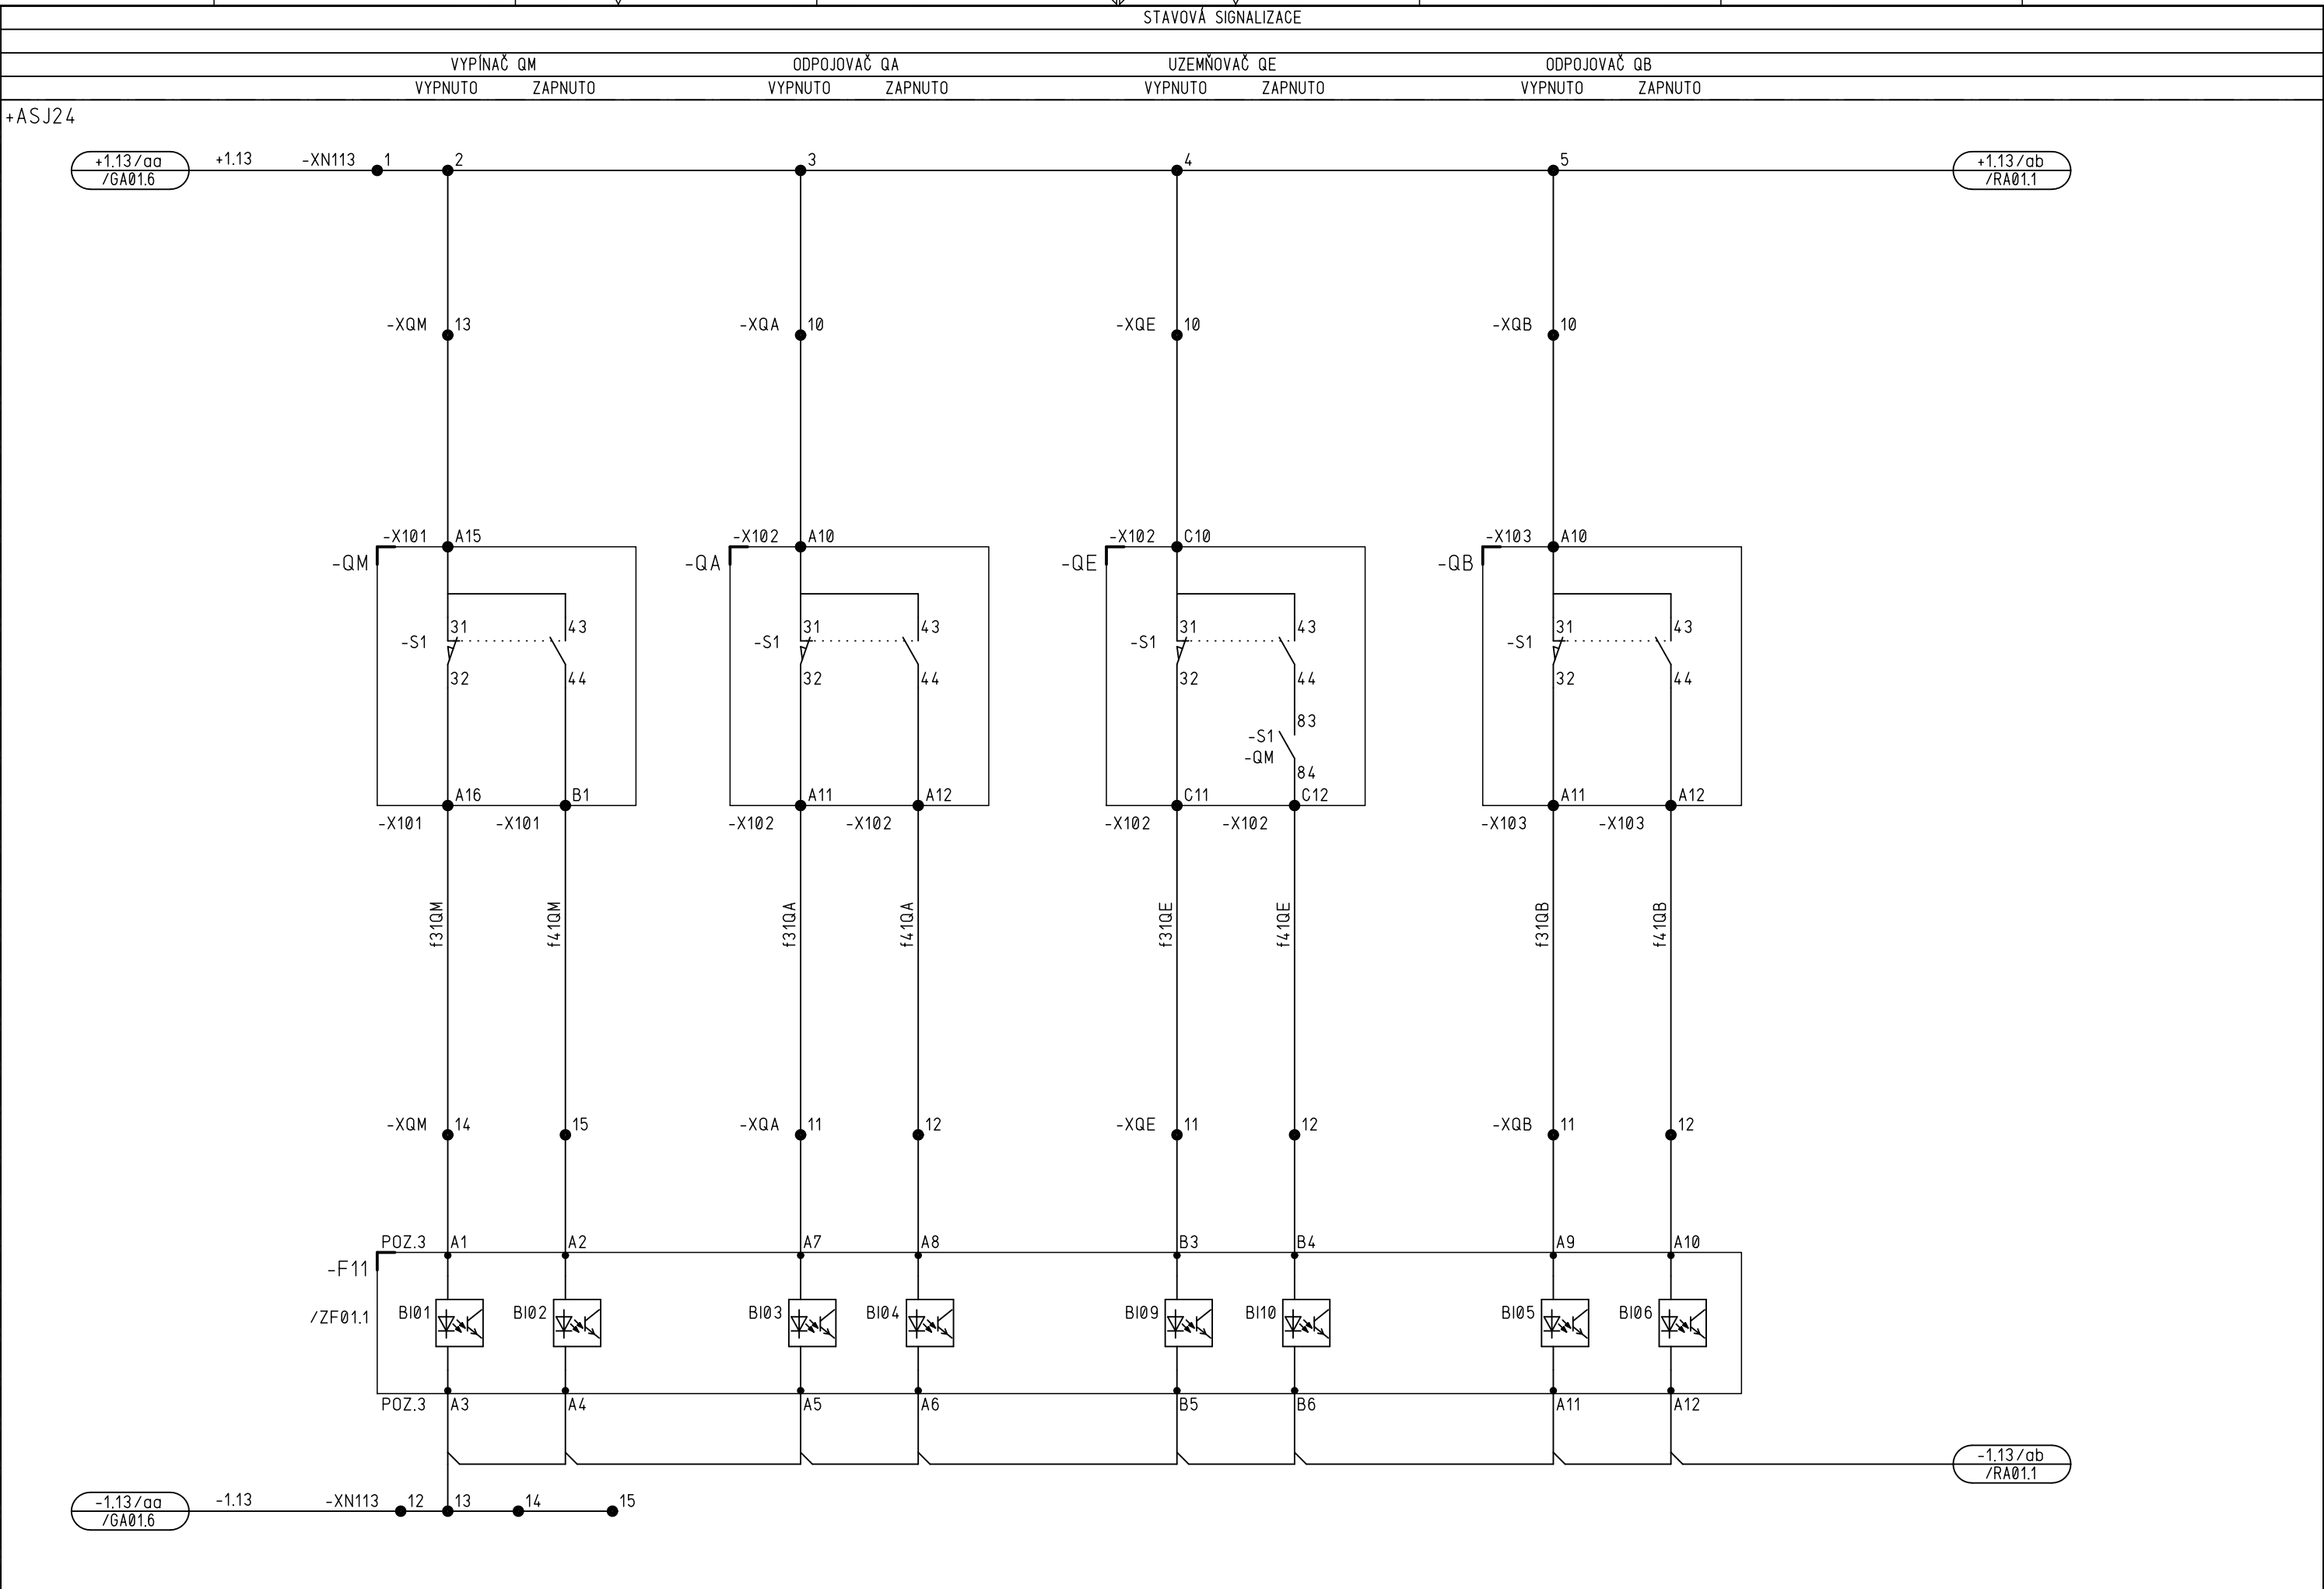 STAVOVÁ SIGNALIZACE
VYPÍNAČ QM ODPOJOVAČ QA UZEMŇOVAČ QE ODPOJOVAČ QB
VYPNUTO ZAPNUTO VYPNUTO ZAPNUTO VYPNUTO ZAPNUTO VYPNUTO ZAPNUTO
+ASJ24
+1.13/aa +1.13 -XN113 1 2 3 4 5 +1.13/ab
/GA01.6 /RA01.1
-XQM 13 -XQA 10 -XQE 10 -XQB 10
-X101 A15 -X102 A10 -X102 C10 -X103 A10
-QM -QA -QE -QB
31 43 31 43 31 43 31 43
-S1 -S1 -S1 -S1
32 44 32 44 32 44 32 44
83
-S1
-QM
84
A16 B1 A11 A12 C11 C12 A11 A12
-X101 -X101 -X102 -X102 -X102 -X102 -X103 -X103
f31QM f41QM f31QA f41QA f31QE f41QE f31QB f41QB
-XQM 14 15 -XQA 11 12 -XQE 11 12 -XQB 11 12
POZ.3 A1 A2 A7 A8 B3 B4 A9 A10
-F11
/ZF01.1 BI01 BI02 BI03 BI04 BI09 BI10 BI05 BI06
POZ.3 A3 A4 A5 A6 B5 B6 A11 A12
-1.13/ab
/RA01.1
-1.13/aa -1.13 -XN113 12 13 14 15
/GA01.6